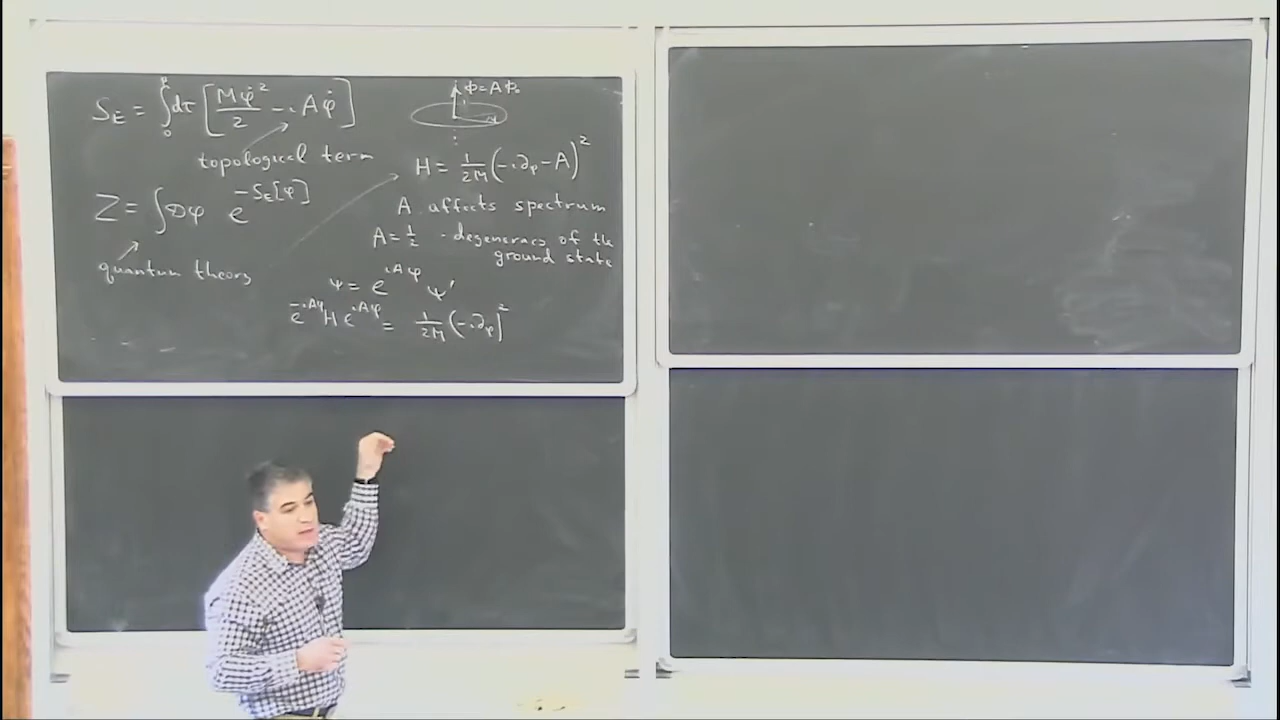 S_E = ∫_0^β dτ [Mφ̇²/2 - iAφ̇]
topological term
Z = ∫Dφ e^{-S_E[φ]}
quantum theory
Φ=AΦ₀
H = 1/2M (-i∂_φ - A)²
A affects spectrum
A = 1/2 - degeneracy of the
ground state
ψ = e^{iAφ} ψ'
e^{-iAφ} H e^{iAφ} = 1/2M (-i∂_φ)²